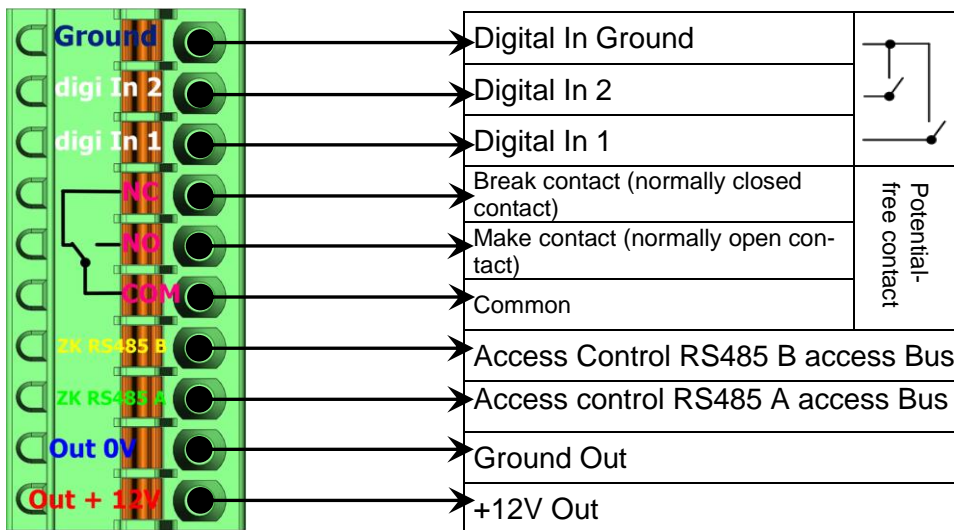 Ground
Digital In Ground
digi In 2
Digital In 2
digi In 1
Digital In 1
NC
Break contact (normally closed
contact)
NO
Make contact (normally open con-
tact)
COM
Common
Potential-
free contact
ZK RS485 B
Access Control RS485 B access Bus
ZK RS485 A
Access control RS485 A access Bus
Out 0V
Ground Out
Out + 12V
+12V Out